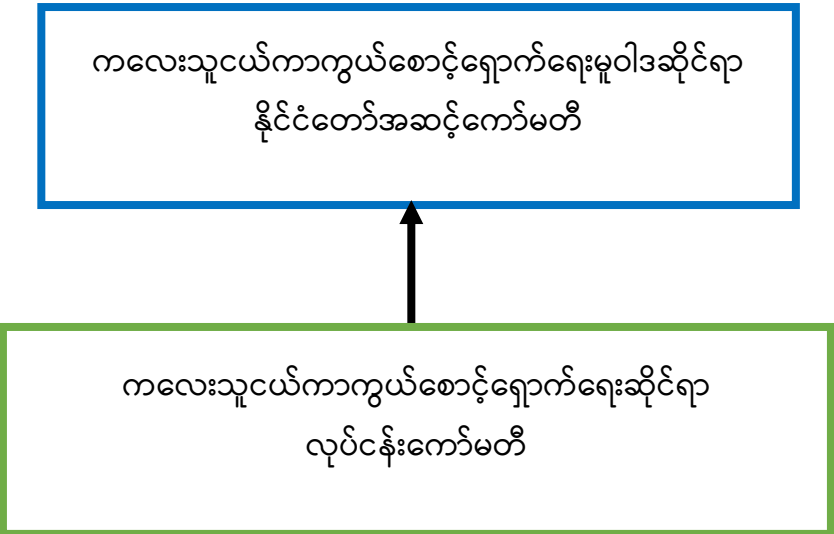 ကလေးသူငယ်ကာကွယ်စောင့်ရှောက်ရေးမူဝါဒဆိုင်ရာ
နိုင်ငံတော်အဆင့်ကော်မတီ
ကလေးသူငယ်ကာကွယ်စောင့်ရှောက်ရေးဆိုင်ရာ
လုပ်ငန်းကော်မတီ